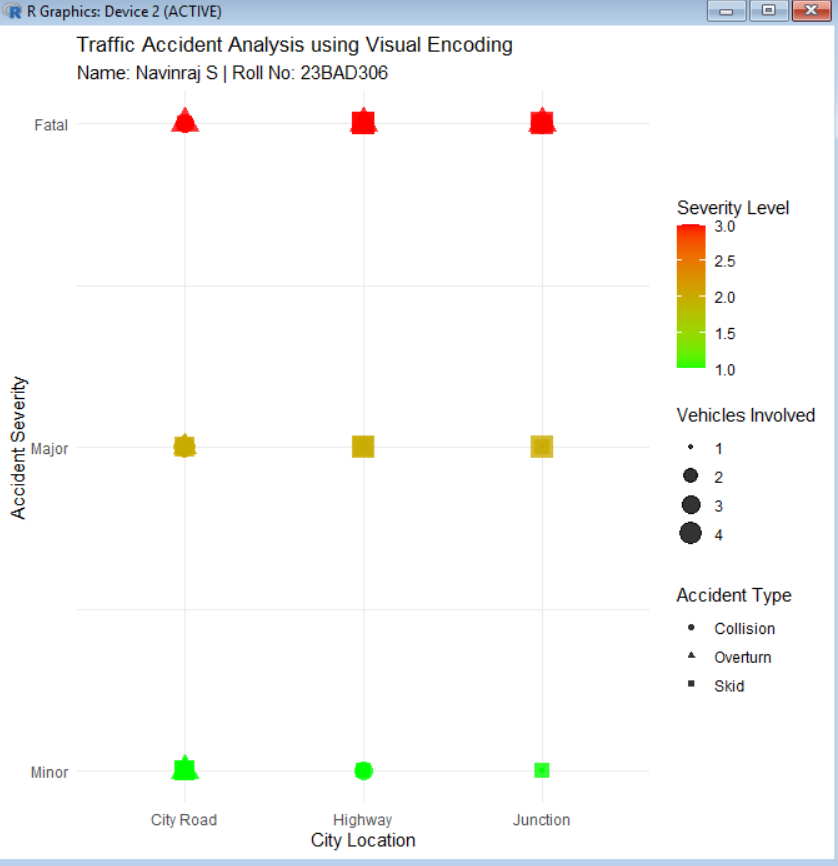 R Graphics: Device 2 (ACTIVE)
Traffic Accident Analysis using Visual Encoding
Name: Navinraj S | Roll No: 23BAD306
Accident Severity
Fatal
Major
Minor
City Road
Highway
Junction
City Location
Severity Level
3.0
2.5
2.0
1.5
1.0
Vehicles Involved
1
2
3
4
Accident Type
Collision
Overturn
Skid